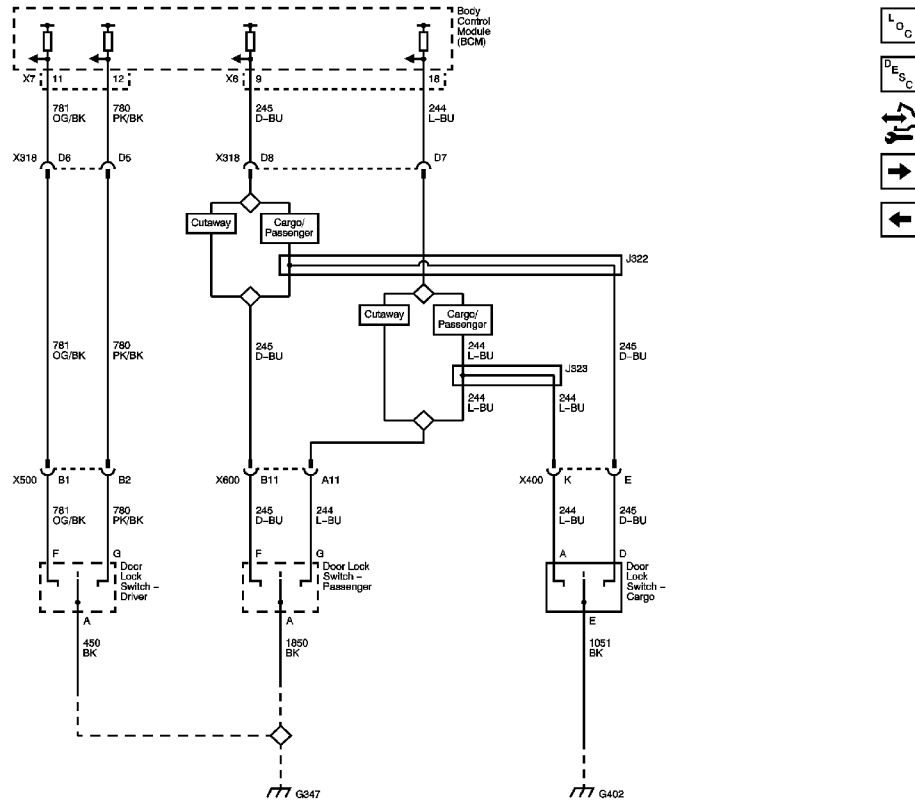 Body
Control
Module
(BCM)
L
O
C
D
E
S
C
X7 11 12 X6 9 18
781
OG/BK
780
PK/BK
245
D-BU
244
L-BU
X318 D6 D5 X318 D8 D7
Cutaway
Cargo/
Passenger
J322
Cutaway
Cargo/
Passenger
781
OG/BK
780
PK/BK
245
D-BU
244
L-BU
245
D-BU
J323
244
L-BU
244
L-BU
X500 B1 B2 X600 B11 A11 X400 K E
781
OG/BK
780
PK/BK
245
D-BU
244
L-BU
244
L-BU
245
D-BU
F G F G A D
Door
Lock
Switch –
Driver
Door Lock
Switch –
Passenger
Door
Lock
Switch –
Cargo
A A E
450
BK
1850
BK
1051
BK
G347 G402